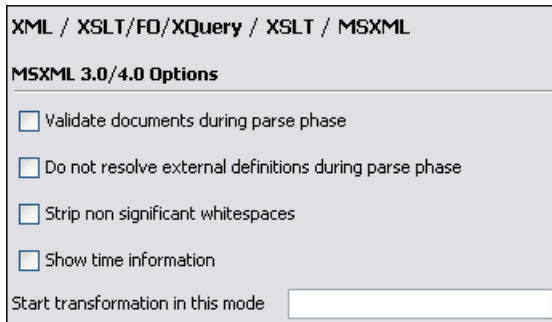 XML / XSLT/FO/XQuery / XSLT / MSXML
MSXML 3.0/4.0 Options
Validate documents during parse phase
Do not resolve external definitions during parse phase
Strip non significant whitespaces
Show time information
Start transformation in this mode